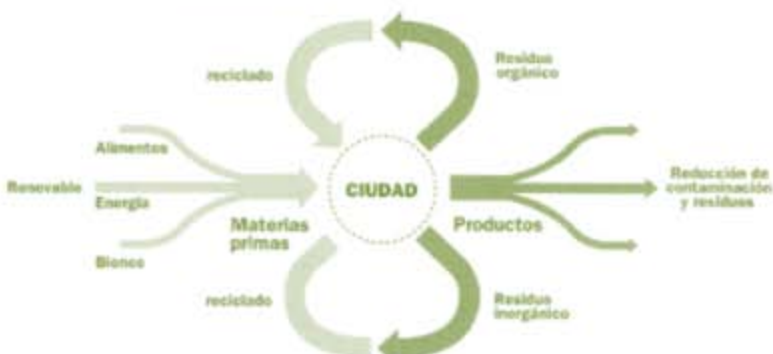 reciclado
Residuo
orgánico
Alimentos
Renovable
Energía
Bienes
Materias
primas
CIUDAD
Productos
Reducción de
contaminación
y residuos
reciclado
Residuo
inorgánico